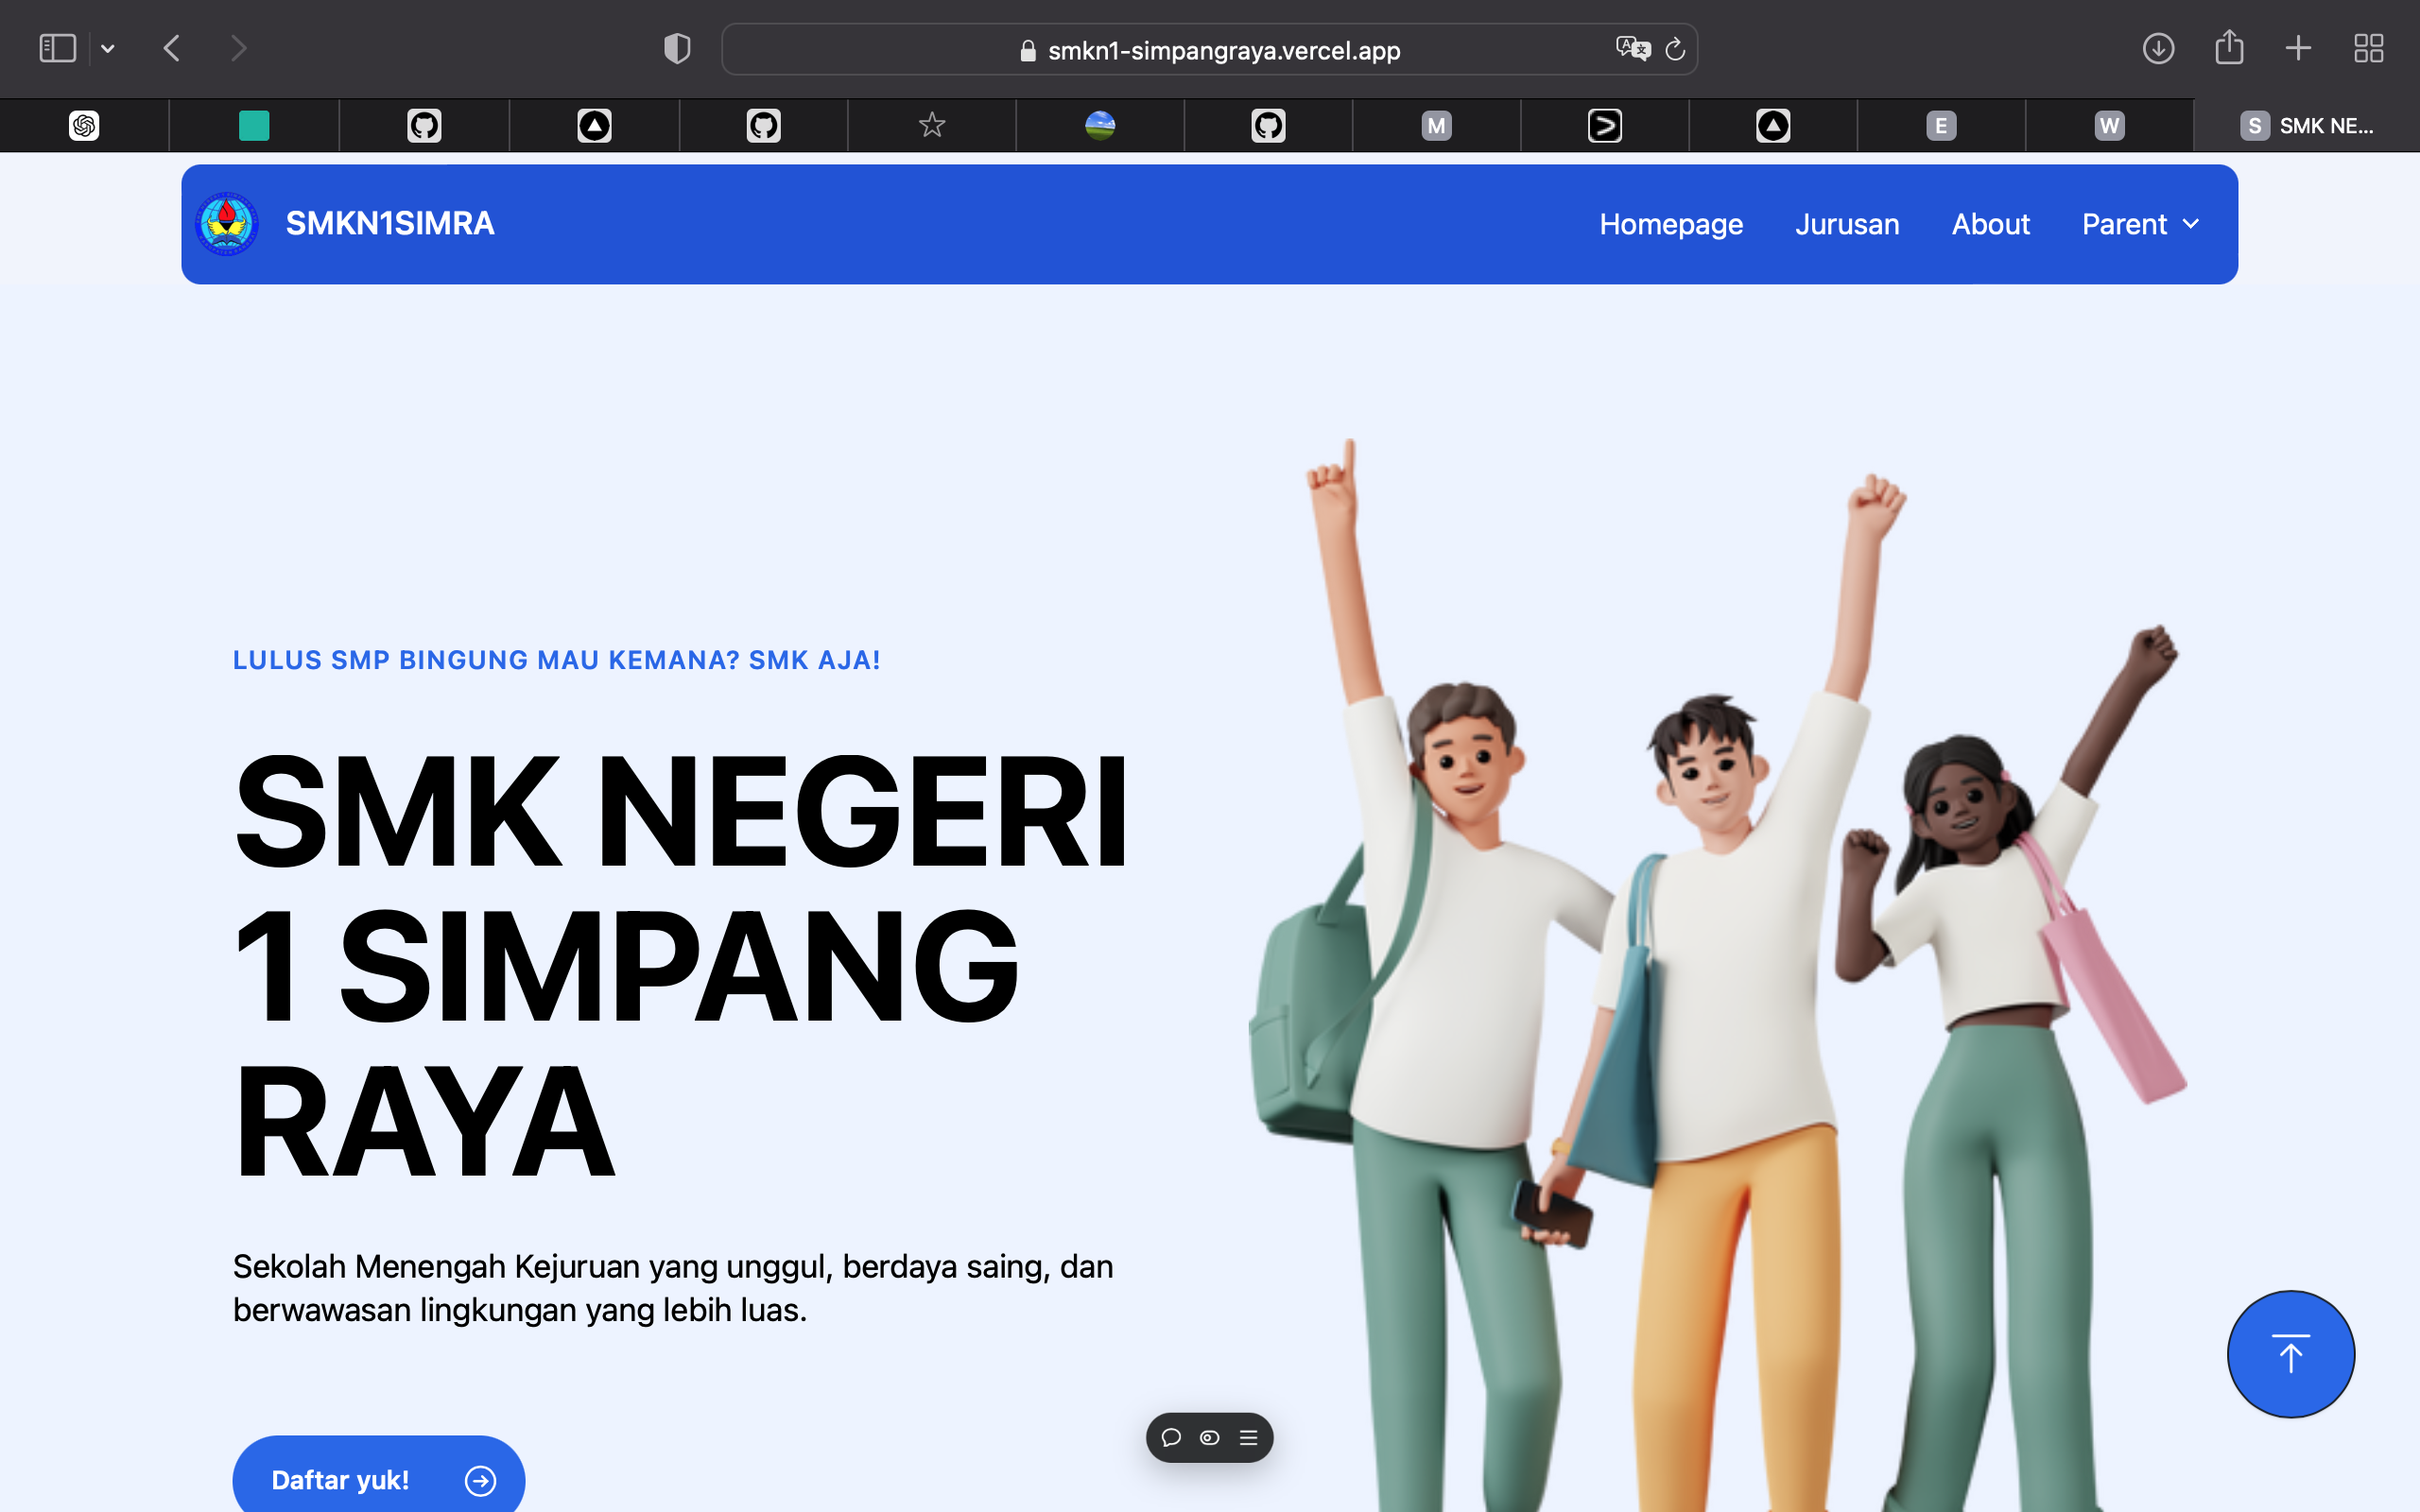 smkn1-simpangraya.vercel.app
M
E
W
S SMK NE...
SMKN1SIMRA
Homepage Jurusan About Parent
LULUS SMP BINGUNG MAU KEMANA? SMK AJA!
SMK NEGERI
1 SIMPANG
RAYA
Sekolah Menengah Kejuruan yang unggul, berdaya saing, dan
berwawasan lingkungan yang lebih luas.
Daftar yuk!